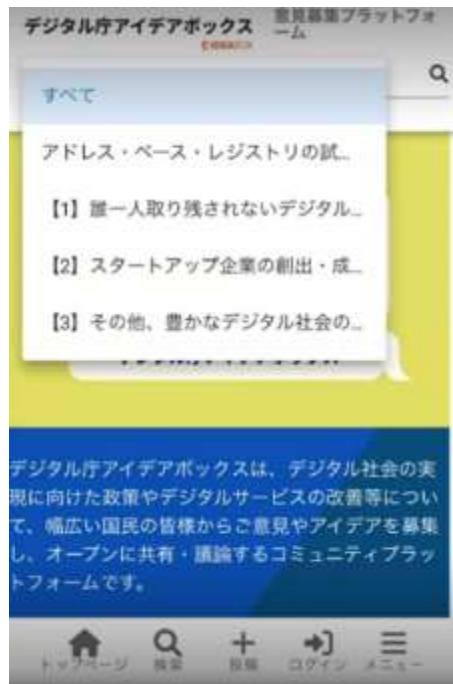 デジタル庁アイデアボックス
意見募集プラットフォ
ーム
すべて
アドレス・ベース・レジストリの試…
【1】誰一人取り残されないデジタル…
【2】スタートアップ企業の創出・成…
【3】その他、豊かなデジタル社会の…
デジタル庁アイデアボックスは、デジタル社会の実
現に向けた政策やデジタルサービスの改善等につい
て、幅広い国民の皆様からご意見やアイデアを募集
し、オープンに共有・議論するコミュニティプラッ
トフォームです。
トップページ
検索
投稿
ログイン
メニュー